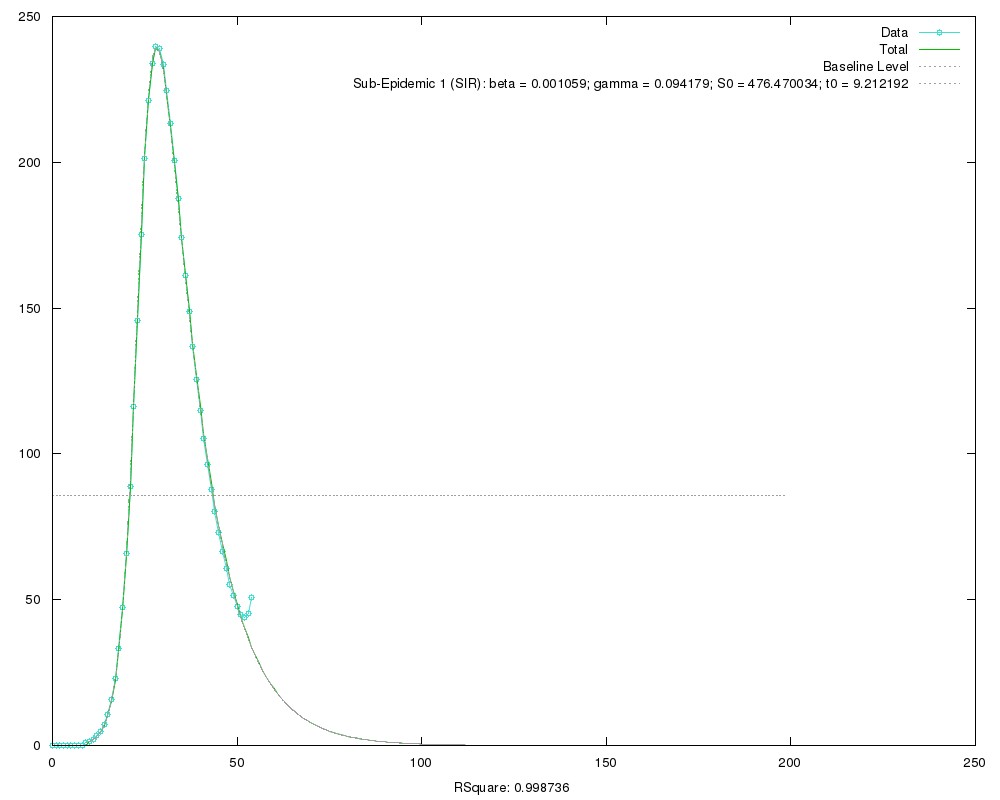 250
200
150
100
50
0
0 50 100 150 200 250
Data
Total
Baseline Level
Sub-Epidemic 1 (SIR): beta = 0.001059; gamma = 0.094179; S0 = 476.470034; t0 = 9.212192
RSquare: 0.998736